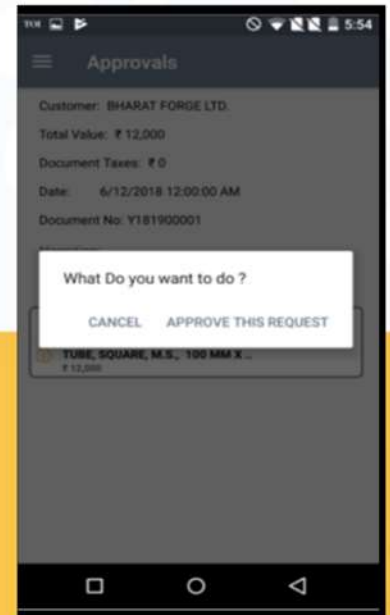 TOI 5:54
Approvals
Customer: BHARAT FORGE LTD.
Total Value: ₹ 12,000
Document Taxes: ₹ 0
Date: 6/12/2018 12:00:00 AM
Document No: Y181900001
What Do you want to do ?
CANCEL APPROVE THIS REQUEST
TUBE, SQUARE, M.S., 100 MM X ..
₹ 12,000